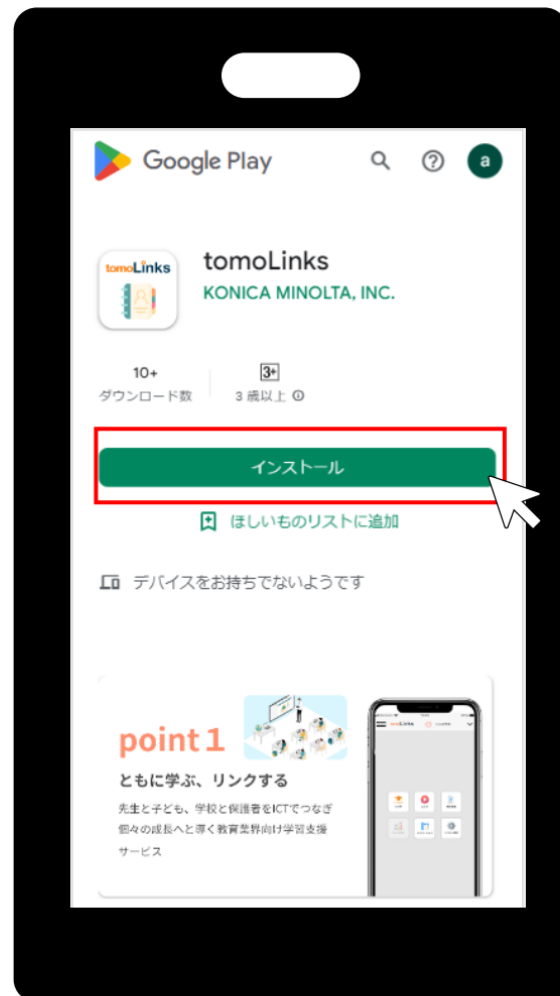 Google Play
a
tomoLinks
tomoLinks
KONICA MINOLTA, INC.
10+
3+
ダウンロード数
3 歳以上
インストール
ほしいものリストに追加
デバイスをお持ちでないようです
point 1
ともに学ぶ、リンクする
先生と子ども、学校と保護者をICTでつなぎ
個々の成長へと導く教育業界向け学習支援
サービス
tomoLinks